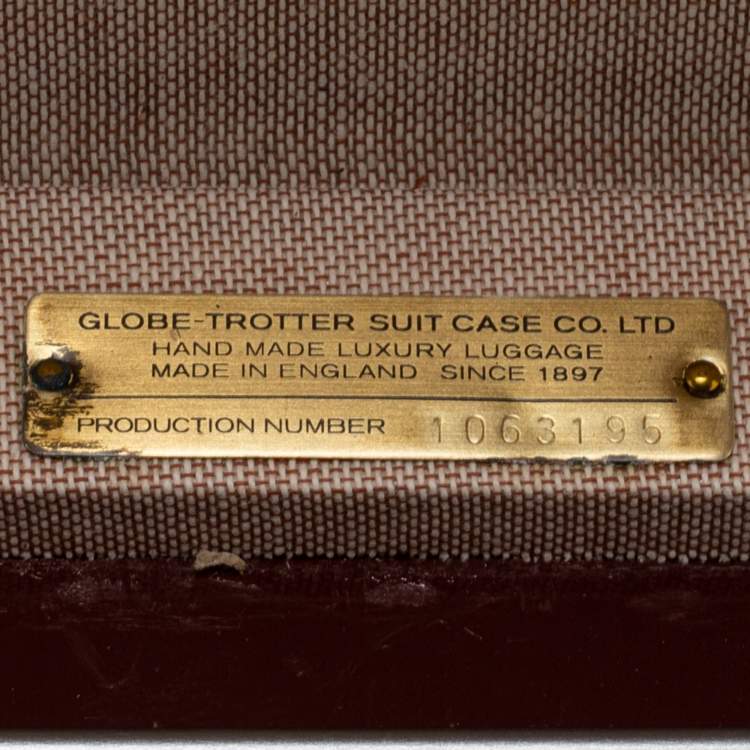 GLOBE-TROTTER SUIT CASE CO. LTD
HAND MADE LUXURY LUGGAGE
MADE IN ENGLAND SINCE 1897
PRODUCTION NUMBER 1063195